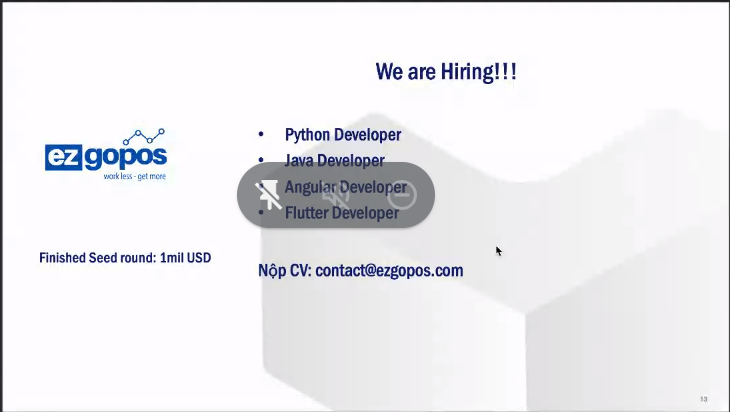 We are Hiring!!!
ezgopos
work less - get more
• Python Developer
• Java Developer
• Angular Developer
• Flutter Developer
Finished Seed round: 1mil USD
Nộp CV: contact@ezgopos.com
13